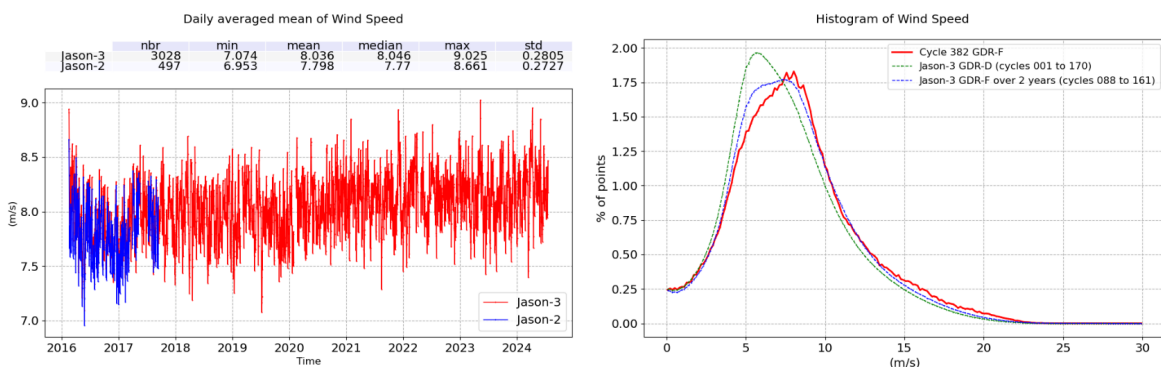 Daily averaged mean of Wind Speed
nbr min mean median max std
Jason-3 3028 7.074 8.036 8.046 9.025 0.2805
Jason-2 497 6.953 7.798 7.77 8.661 0.2727
9.0
8.5
8.0
7.5
7.0
(m/s)
Jason-3
Jason-2
2016 2017 2018 2019 2020 2021 2022 2023 2024
Time
Histogram of Wind Speed
2.00
1.75
1.50
1.25
1.00
0.75
0.50
0.25
0.00
% of points
Cycle 382 GDR-F
Jason-3 GDR-D (cycles 001 to 170)
Jason-3 GDR-F over 2 years (cycles 088 to 161)
0 5 10 15 20 25 30
(m/s)